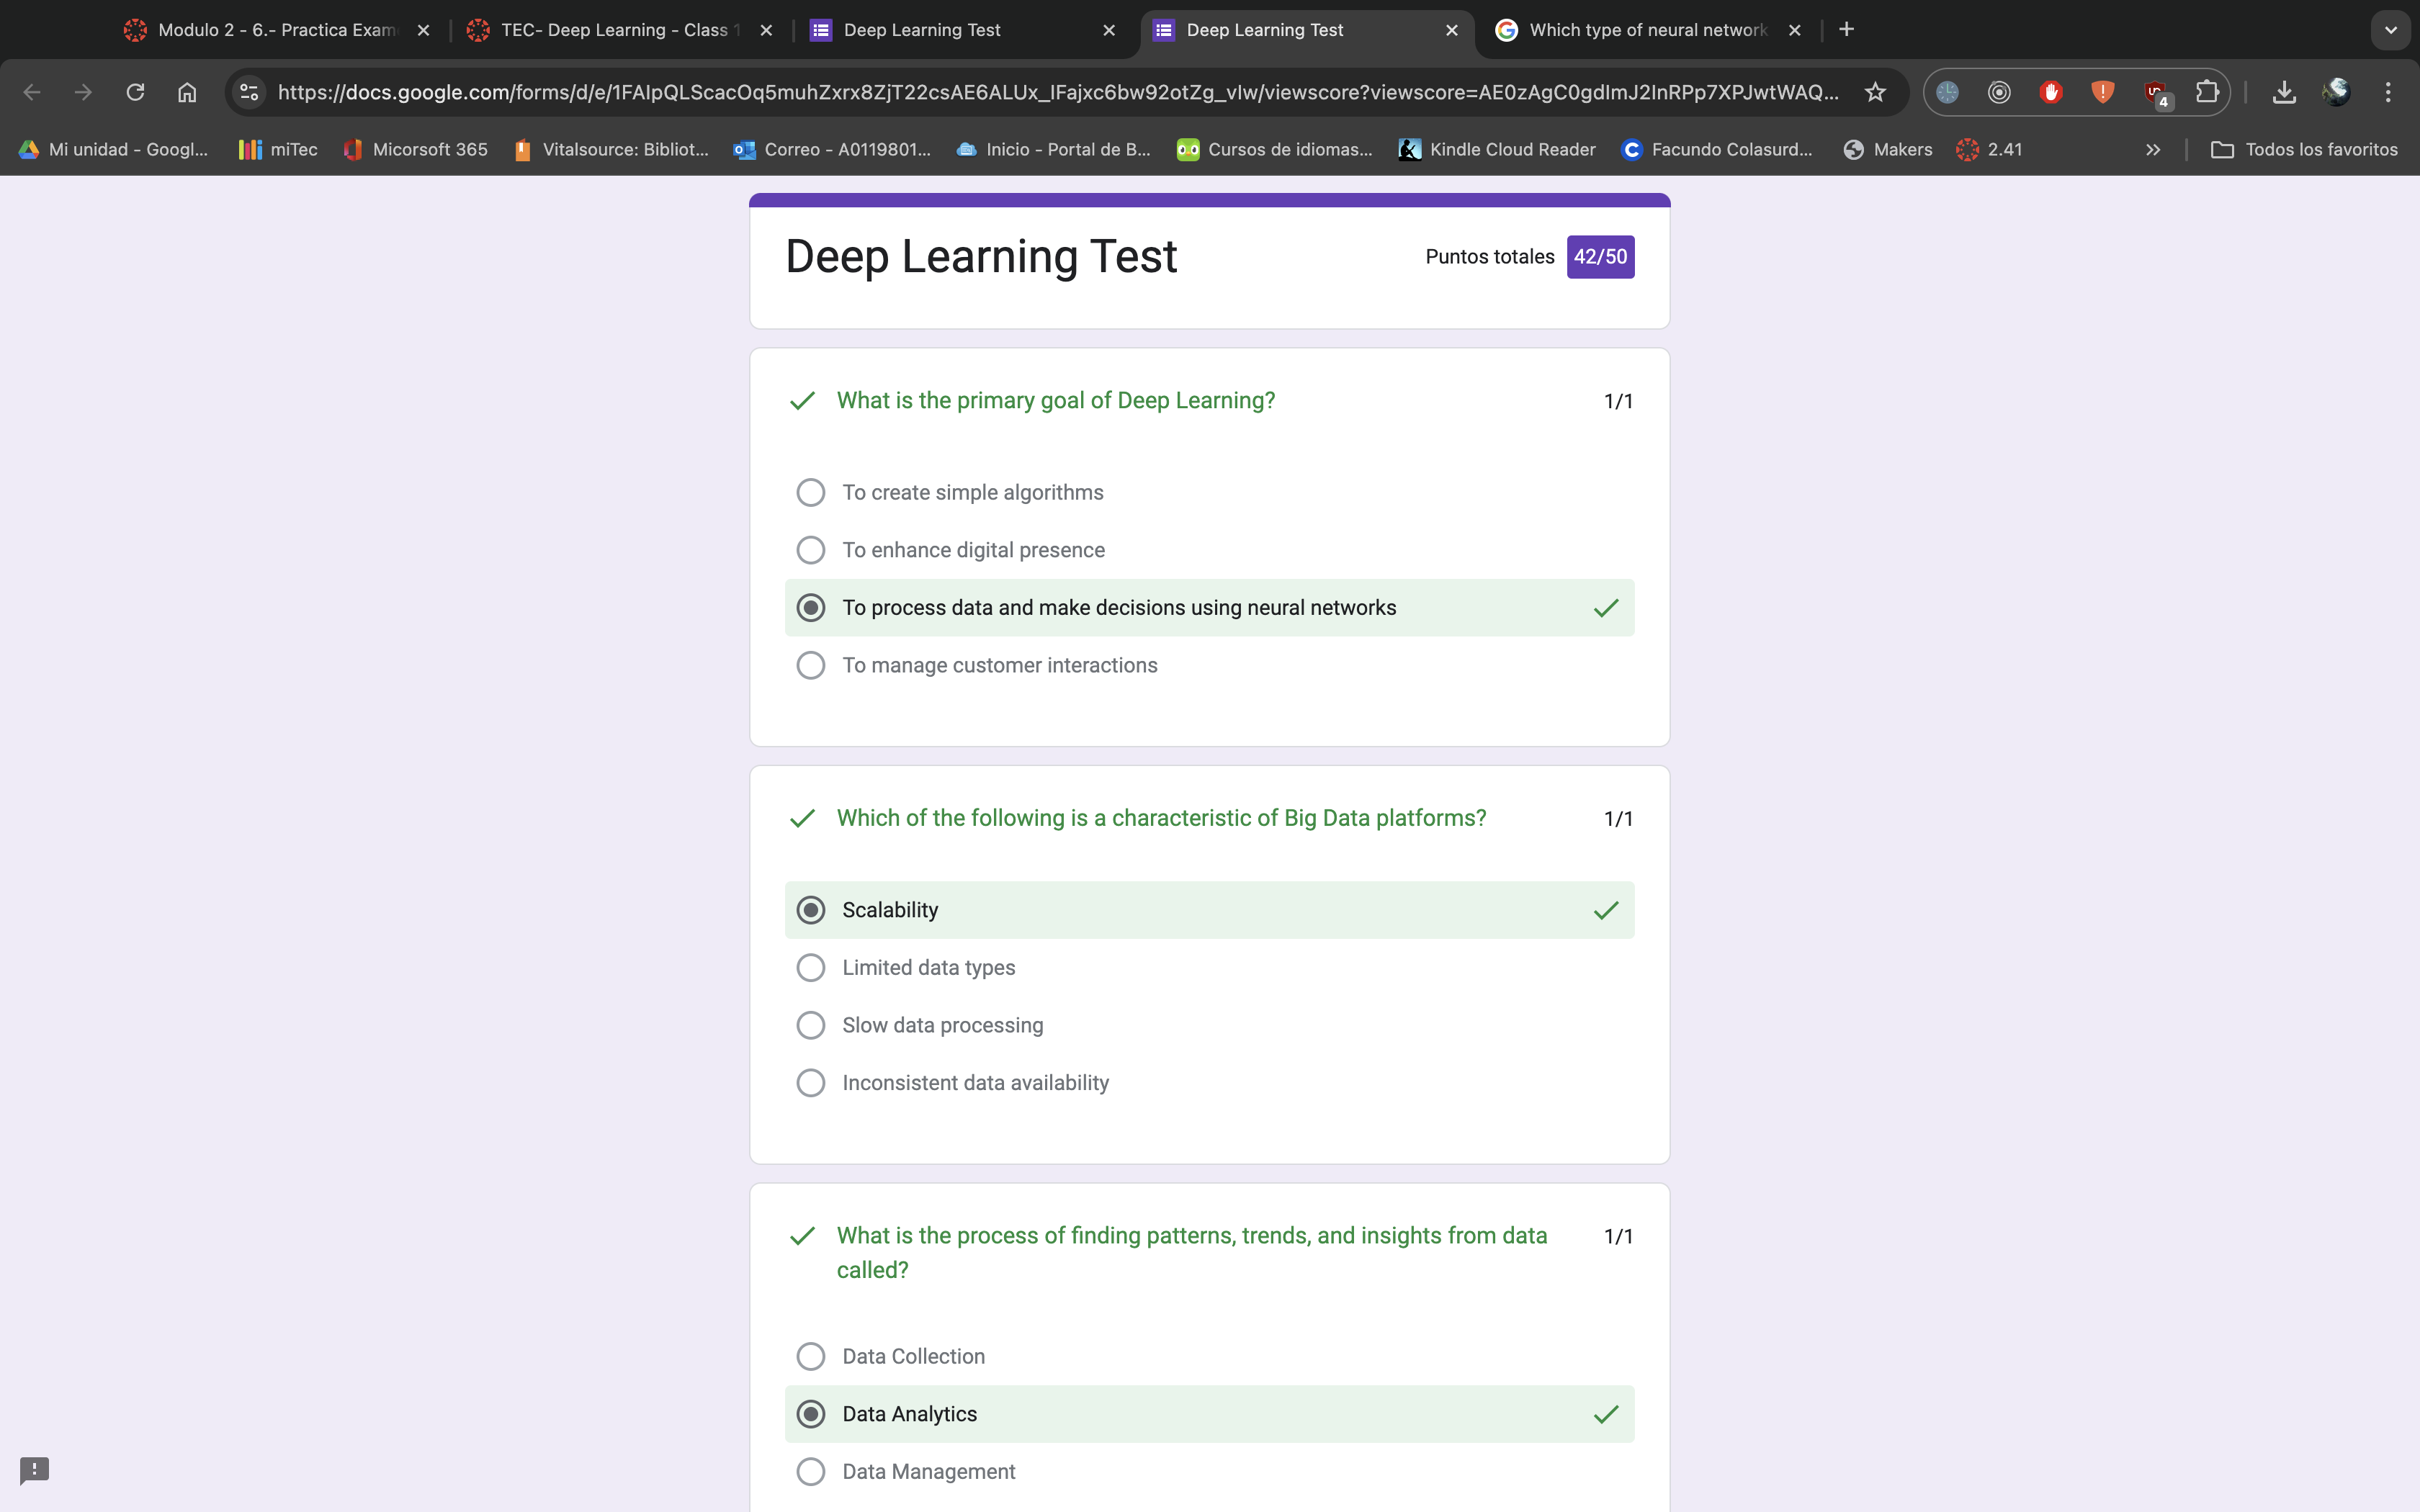 Modulo 2 - 6.- Practica Exam
TEC- Deep Learning - Class 1
Deep Learning Test
Deep Learning Test
Which type of neural network
https://docs.google.com/forms/d/e/1FAIpQLScacOq5muhZxrx8ZjT22csAE6ALUx_lFajxc6bw92otZg_vIw/viewscore?viewscore=AE0zAgC0gdlmJ2InRPp7XPJwtWAQ...
4
Mi unidad - Googl...
miTec
Micorsoft 365
Vitalsource: Bibliot...
Correo - A0119801...
Inicio - Portal de B...
Cursos de idiomas...
Kindle Cloud Reader
Facundo Colasurd...
Makers
2.41
Todos los favoritos
Deep Learning Test
Puntos totales 42/50
What is the primary goal of Deep Learning? 1/1
To create simple algorithms
To enhance digital presence
To process data and make decisions using neural networks
To manage customer interactions
Which of the following is a characteristic of Big Data platforms? 1/1
Scalability
Limited data types
Slow data processing
Inconsistent data availability
What is the process of finding patterns, trends, and insights from data 1/1
called?
Data Collection
Data Analytics
Data Management